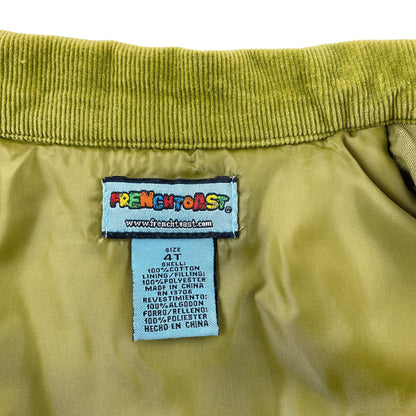 FRENCHTOAST®
www.frenchtoast.com
SIZE
4T
SHELL:
100%COTTON
LINING/FILLING:
100%POLYESTER
MADE IN CHINA
RN 13706
REVESTIMIENTO:
100%ALGODON
FORRO/RELLENO:
100%POLIESTER
HECHO EN CHINA